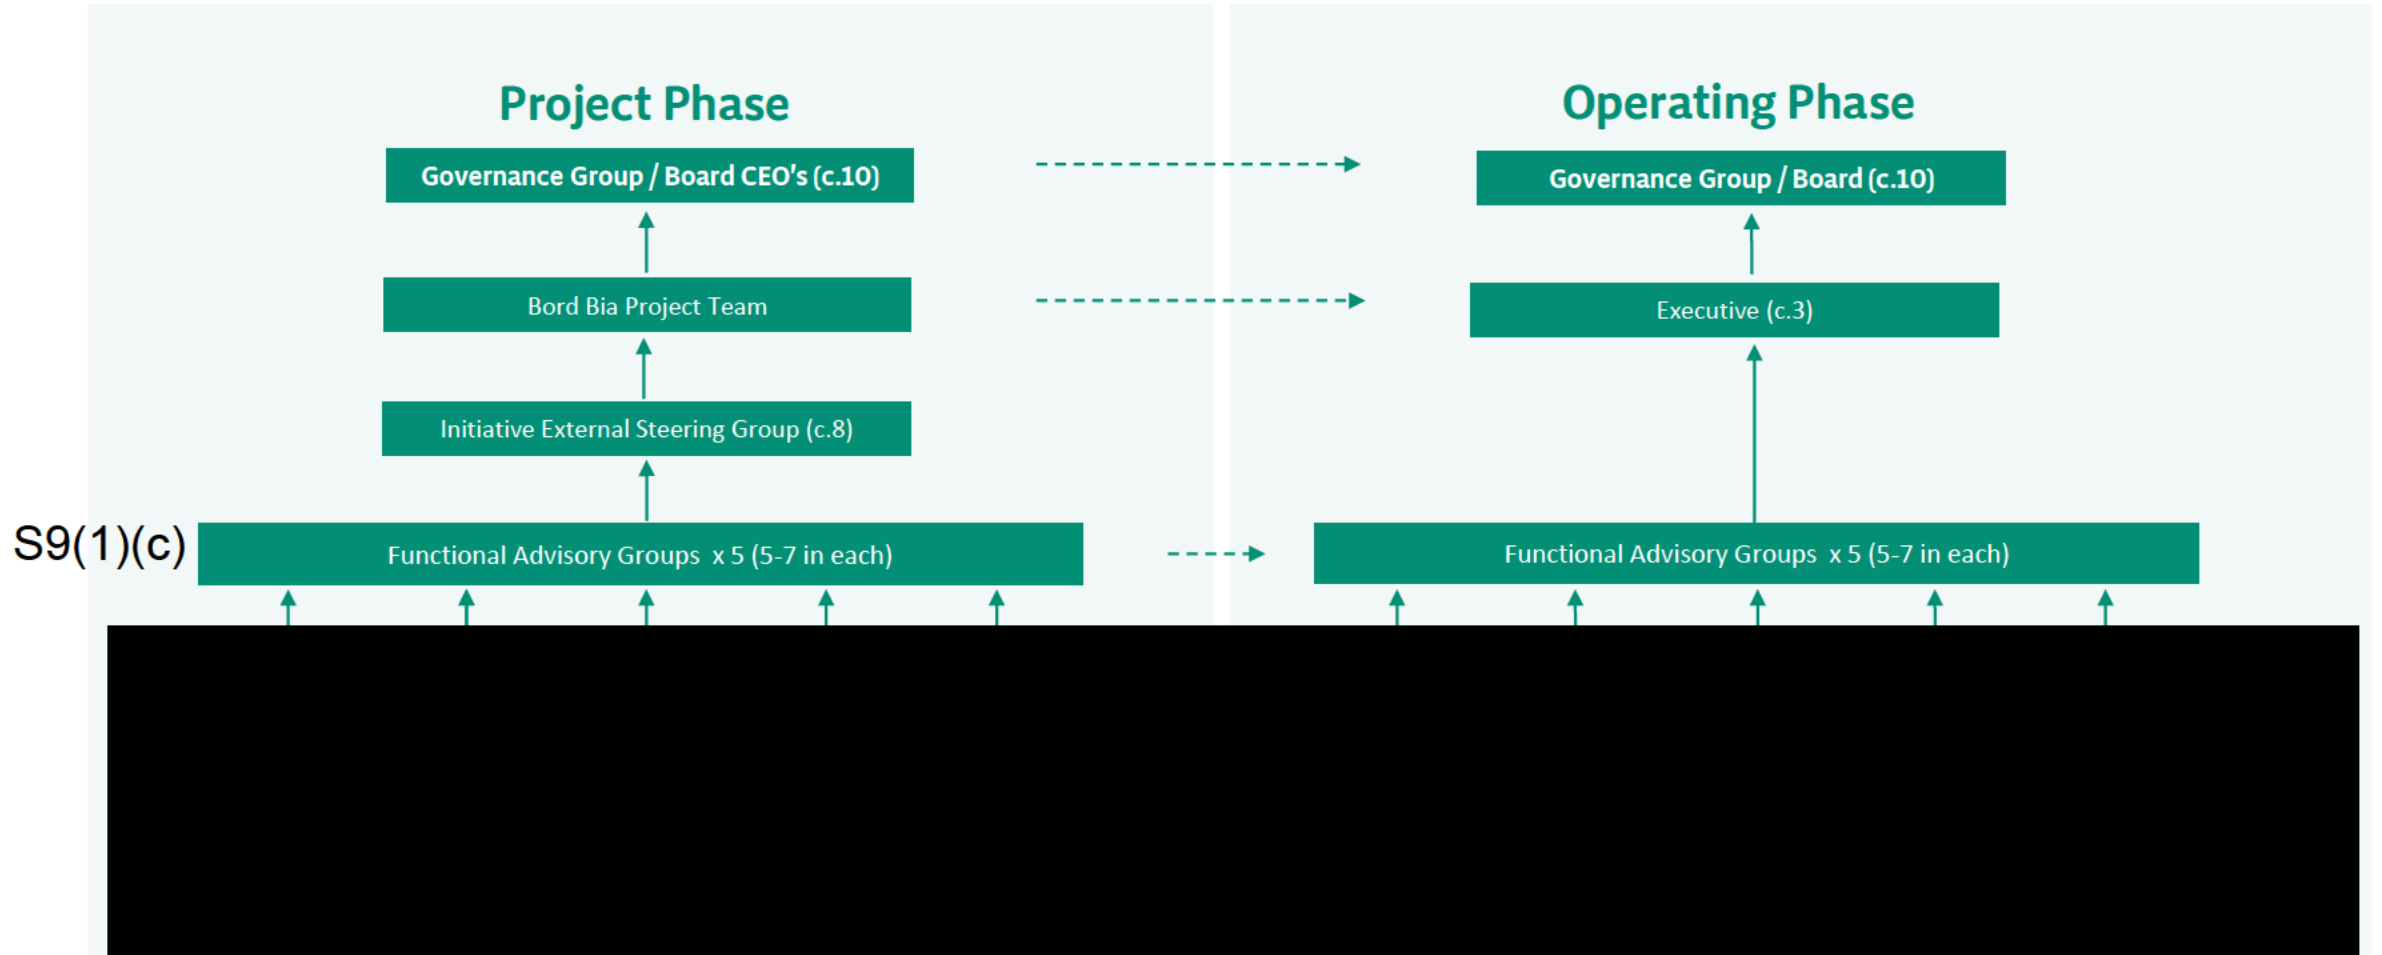 Project Phase
Governance Group / Board CEO's (c.10)
Bord Bia Project Team
Initiative External Steering Group (c.8)
S9(1)(c)
Functional Advisory Groups x 5 (5-7 in each)
Operating Phase
Governance Group / Board (c.10)
Executive (c.3)
Functional Advisory Groups x 5 (5-7 in each)